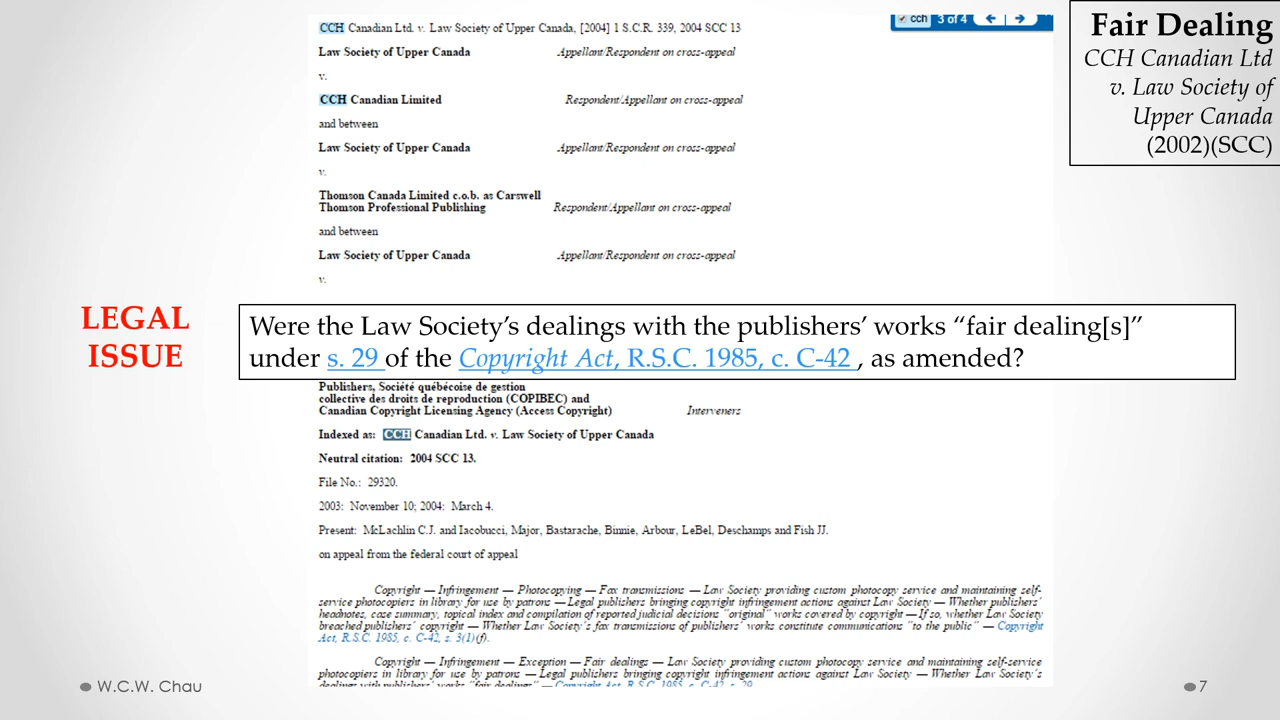 CCH Canadian Ltd. v. Law Society of Upper Canada, [2004] 1 S.C.R. 339, 2004 SCC 13
cch 3 of 4
Fair Dealing
CCH Canadian Ltd
v. Law Society of
Upper Canada
(2002)(SCC)
Law Society of Upper Canada Appellant/Respondent on cross-appeal
v.
CCH Canadian Limited Respondent/Appellant on cross-appeal
and between
Law Society of Upper Canada Appellant/Respondent on cross-appeal
v.
Thomson Canada Limited c.o.b. as Carswell
Thomson Professional Publishing Respondent/Appellant on cross-appeal
and between
Law Society of Upper Canada Appellant/Respondent on cross-appeal
v.
LEGAL
ISSUE
Were the Law Society’s dealings with the publishers’ works “fair dealing[s]”
under s. 29 of the Copyright Act, R.S.C. 1985, c. C-42 , as amended?
Publishers, Société québécoise de gestion
collective des droits de reproduction (COPIBEC) and
Canadian Copyright Licensing Agency (Access Copyright) Interveners
Indexed as: CCH Canadian Ltd. v. Law Society of Upper Canada
Neutral citation: 2004 SCC 13.
File No.: 29320.
2003: November 10; 2004: March 4.
Present: McLachlin C.J. and Iacobucci, Major, Bastarache, Binnie, Arbour, LeBel, Deschamps and Fish JJ.
on appeal from the federal court of appeal
Copyright — Infringement — Photocopying — Fax transmissions — Law Society providing custom photocopy service and maintaining self-
service photocopiers in library for use by patrons — Legal publishers bringing copyright infringement actions against Law Society — Whether publishers'
headnotes, case summary, topical index and compilation of reported judicial decisions "original" works covered by copyright — If so, whether Law Society
breached publishers' copyright — Whether Law Society's fax transmissions of publishers' works constitute communications "to the public" — Copyright
Act, R.S.C. 1985, c. C-42, s. 3(1)(f).
Copyright — Infringement — Exception — Fair dealings — Law Society providing custom photocopy service and maintaining self-service
photocopiers in library for use by patrons — Legal publishers bringing copyright infringement actions against Law Society — Whether Law Society's
dealings with publishers' works "fair dealings" — Copyright Act, R.S.C. 1985, c. C-42, s. 29.
W.C.W. Chau
7